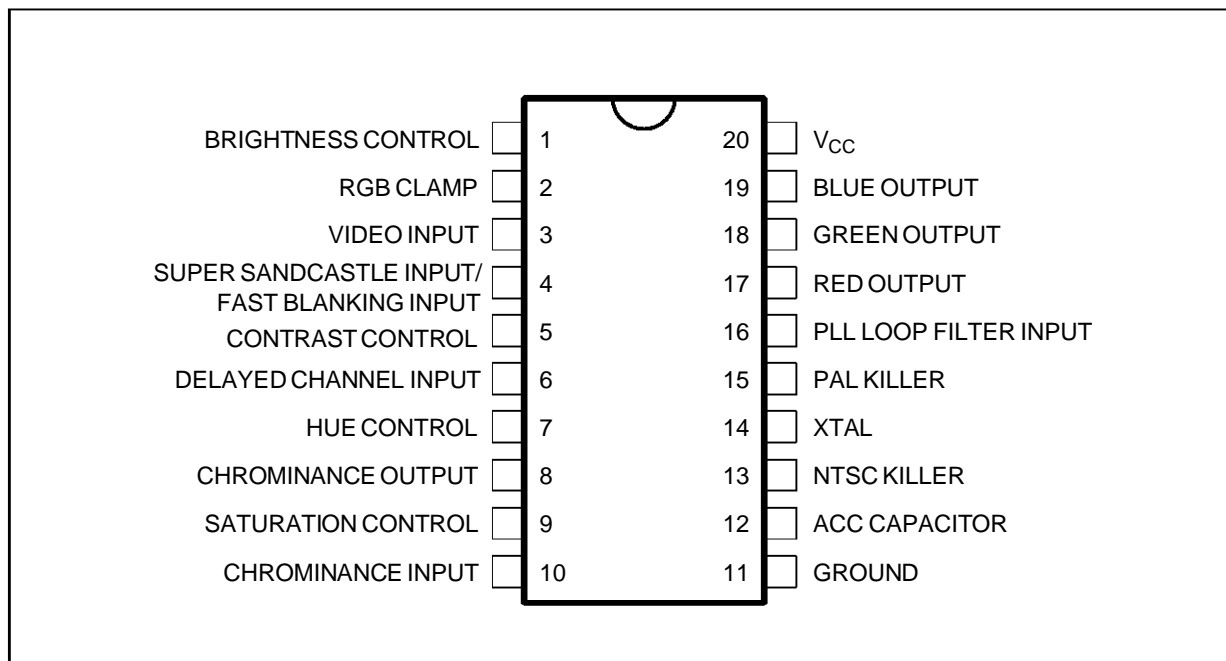 BRIGHTNESS CONTROL 1 20 VCC
RGB CLAMP 2 19 BLUE OUTPUT
VIDEO INPUT 3 18 GREEN OUTPUT
SUPER SANDCASTLE INPUT/
FAST BLANKING INPUT 4 17 RED OUTPUT
CONTRAST CONTROL 5 16 PLL LOOP FILTER INPUT
DELAYED CHANNEL INPUT 6 15 PAL KILLER
HUE CONTROL 7 14 XTAL
CHROMINANCE OUTPUT 8 13 NTSC KILLER
SATURATION CONTROL 9 12 ACC CAPACITOR
CHROMINANCE INPUT 10 11 GROUND